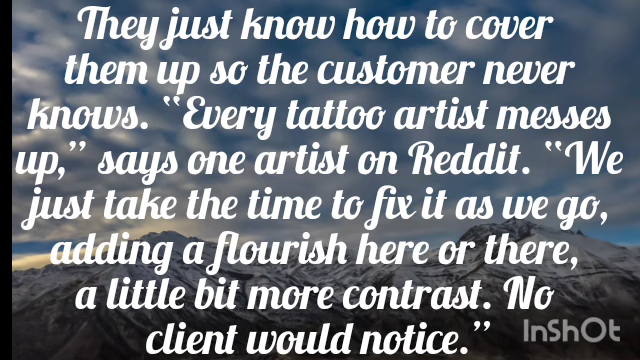 They just know how to cover
them up so the customer never
knows. “Every tattoo artist messes
up,” says one artist on Reddit. “We
just take the time to fix it as we go,
adding a flourish here or there,
a little bit more contrast. No
client would notice.”
InShOt